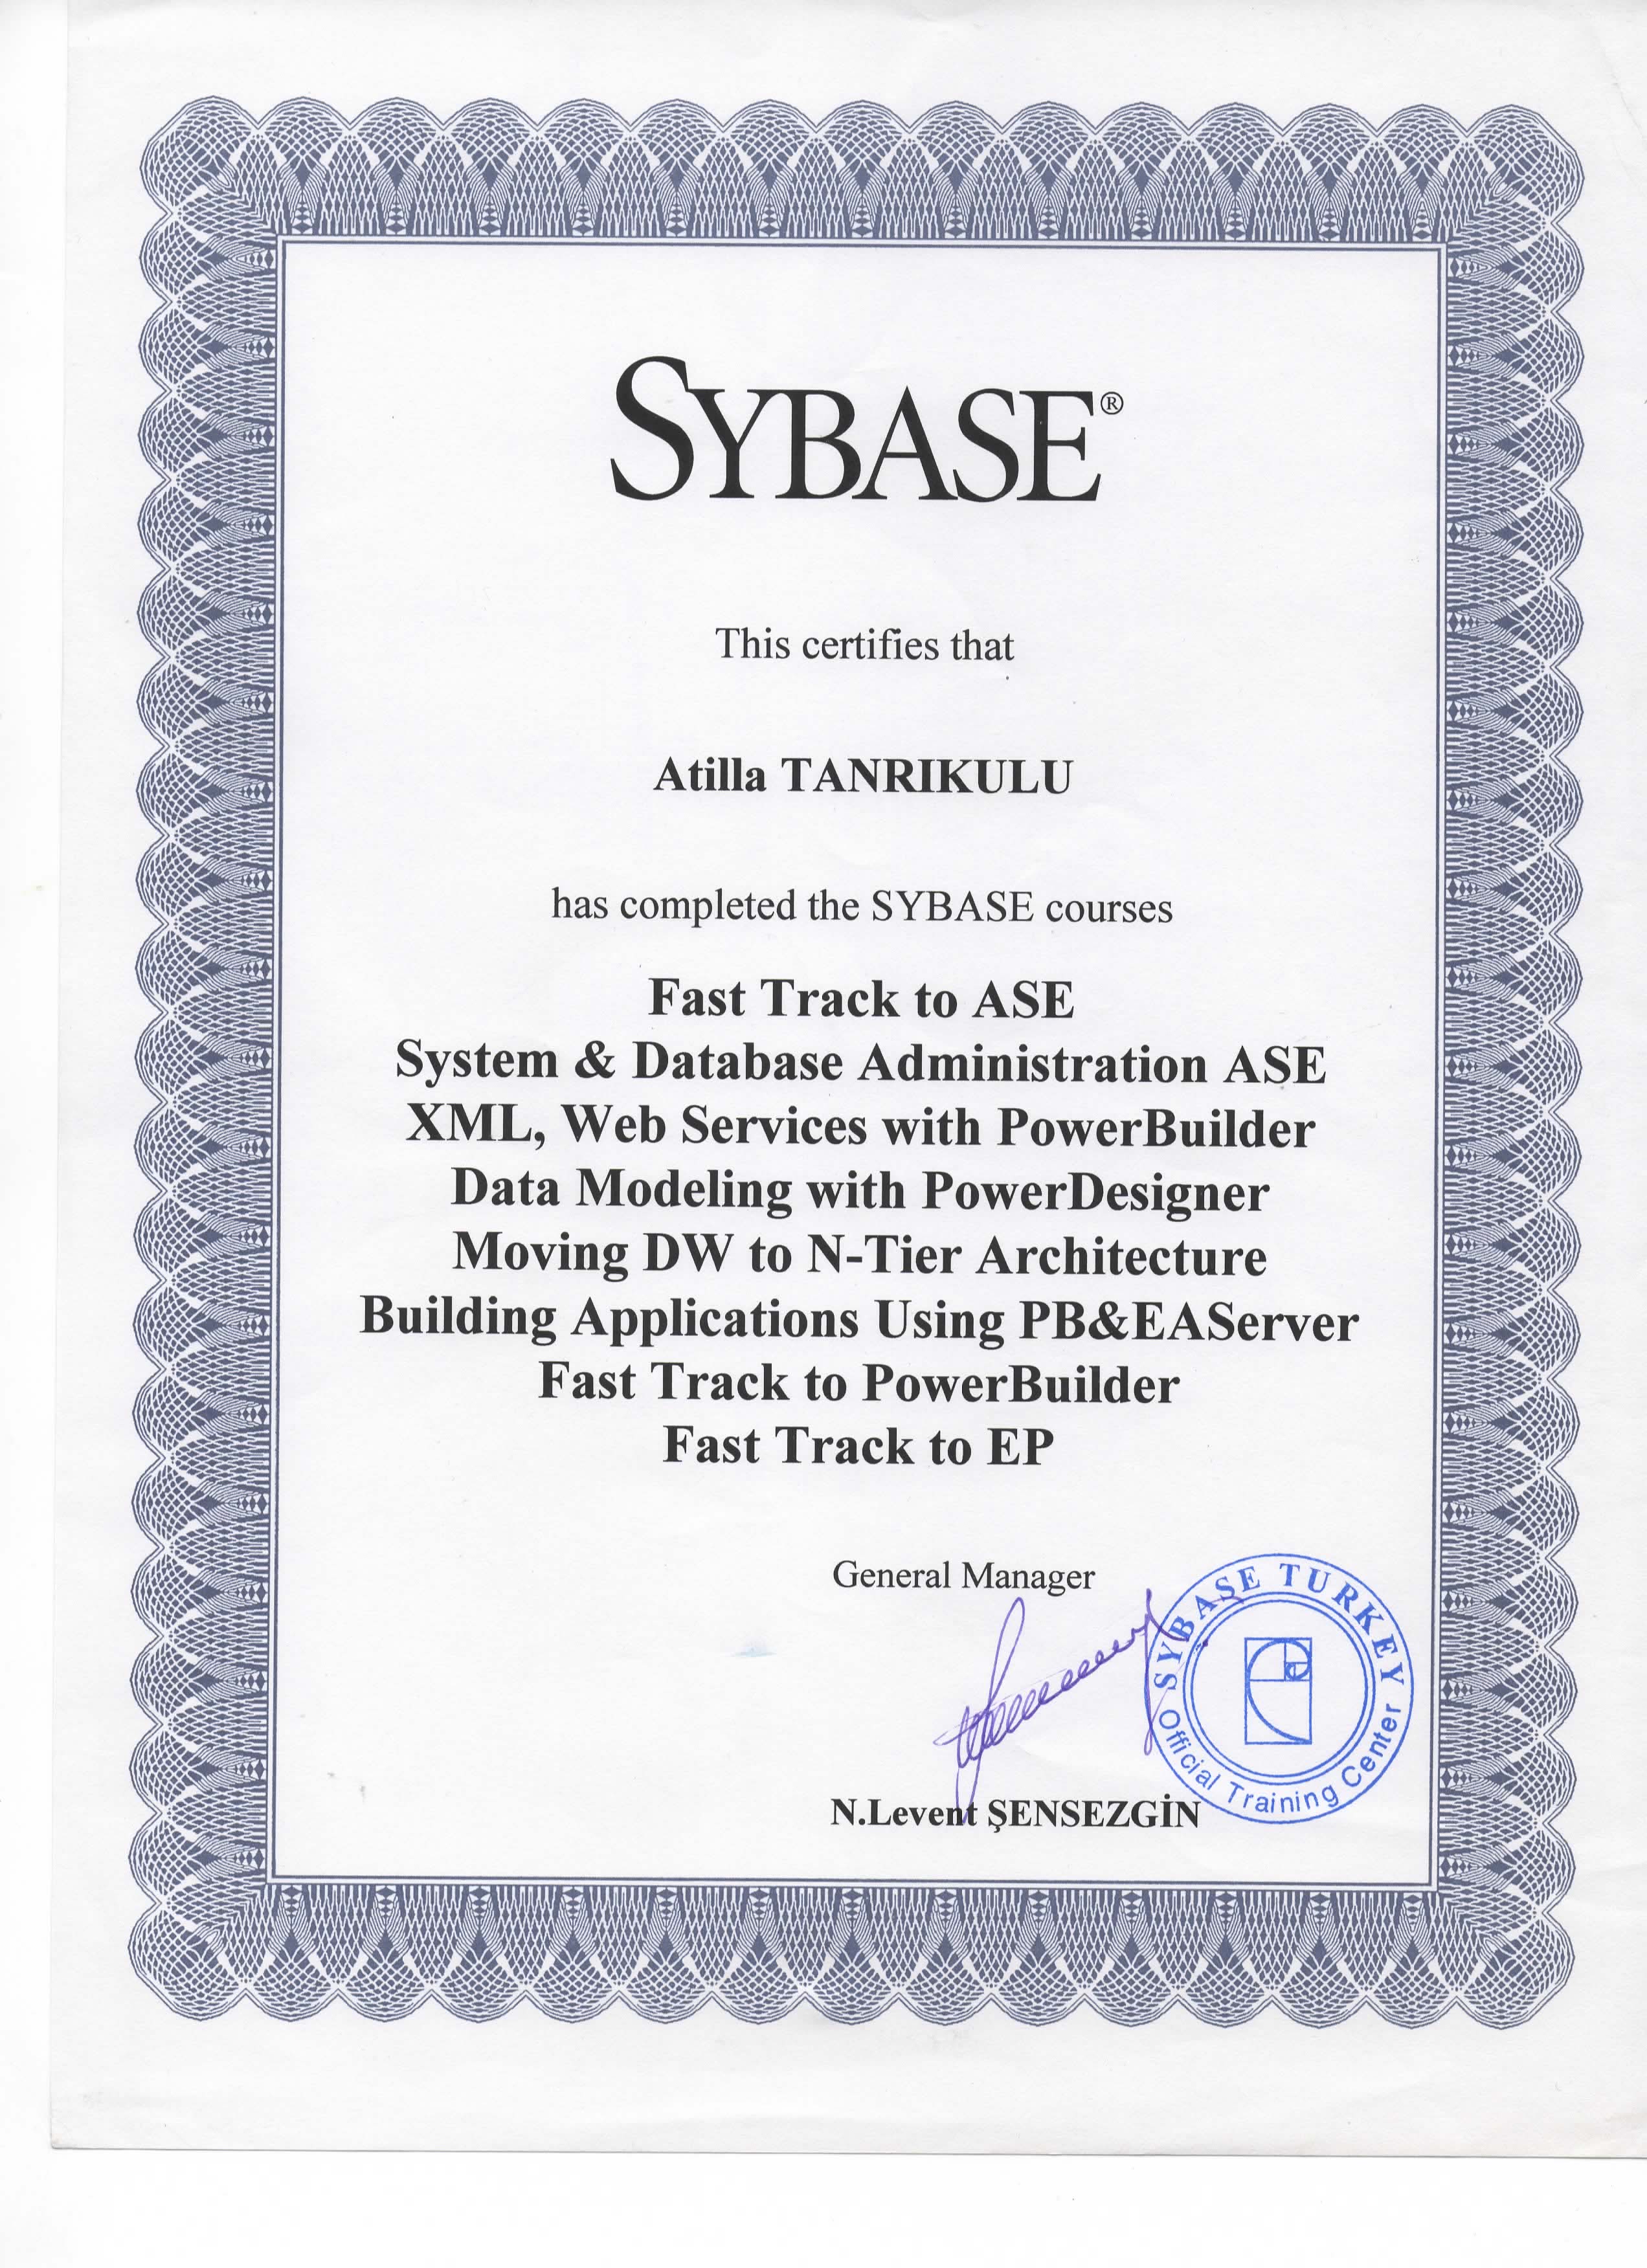 SYBASE®
This certifies that
Atilla TANRIKULU
has completed the SYBASE courses
Fast Track to ASE
System & Database Administration ASE
XML, Web Services with PowerBuilder
Data Modeling with PowerDesigner
Moving DW to N-Tier Architecture
Building Applications Using PB&EAServer
Fast Track to PowerBuilder
Fast Track to EP
General Manager
SYBASE TURKEY
Official Training Center
N.Levent ŞENSEZGİN